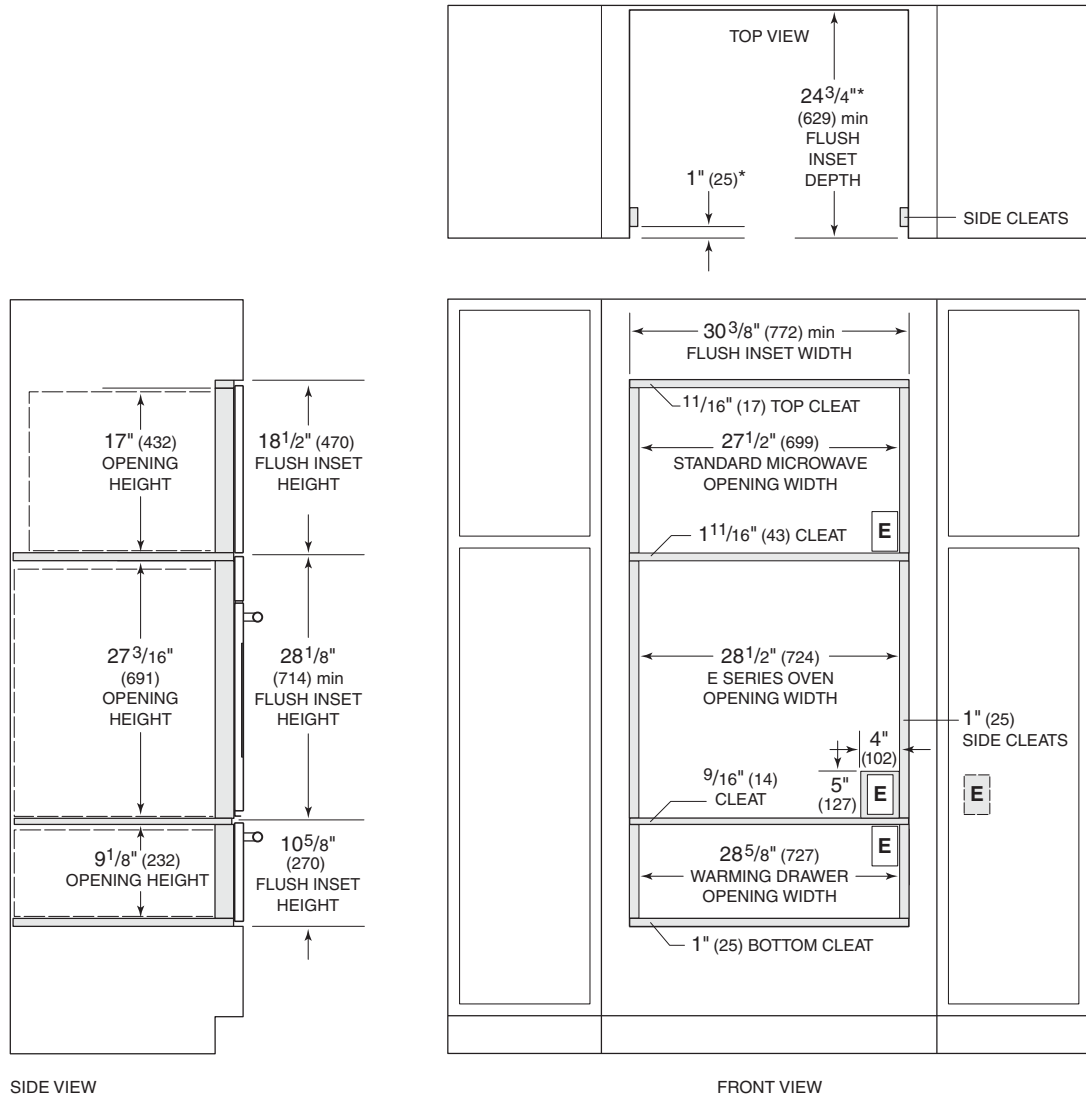 TOP VIEW
24 3/4"*
(629) min
FLUSH
INSET
DEPTH
1" (25)*
SIDE CLEATS
30 3/8" (772) min
FLUSH INSET WIDTH
11/16" (17) TOP CLEAT
17" (432)
OPENING
HEIGHT
18 1/2" (470)
FLUSH INSET
HEIGHT
27 1/2" (699)
STANDARD MICROWAVE
OPENING WIDTH
E
1 11/16" (43) CLEAT
27 3/16"
(691)
OPENING
HEIGHT
28 1/8"
(714) min
FLUSH INSET
HEIGHT
28 1/2" (724)
E SERIES OVEN
OPENING WIDTH
1" (25)
SIDE CLEATS
4"
(102)
5"
(127)
E
E
9/16" (14)
CLEAT
9 1/8" (232)
OPENING HEIGHT
10 5/8"
(270)
FLUSH INSET
HEIGHT
E
28 5/8" (727)
WARMING DRAWER
OPENING WIDTH
1" (25) BOTTOM CLEAT
SIDE VIEW
FRONT VIEW